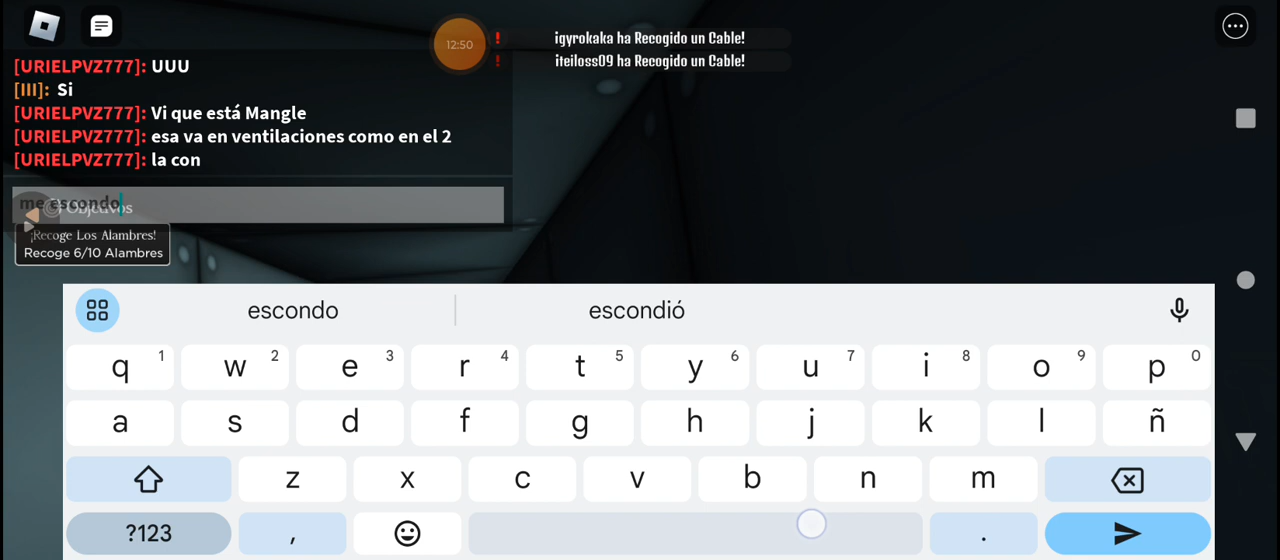 12:50
! igyrokaka ha Recogido un Cable!
! iteiloss09 ha Recogido un Cable!
[URIELPVZ777]: UUU
[III]: Si
[URIELPVZ777]: Vi que está Mangle
[URIELPVZ777]: esa va en ventilaciones como en el 2
[URIELPVZ777]: la con
me escondo
Objetivos
¡Recoge Los Alambres!
Recoge 6/10 Alambres
escondo escondió
q 1 w 2 e 3 r 4 t 5 y 6 u 7 i 8 o 9 p 0
a s d f g h j k l ñ
z x c v b n m
?123 , .